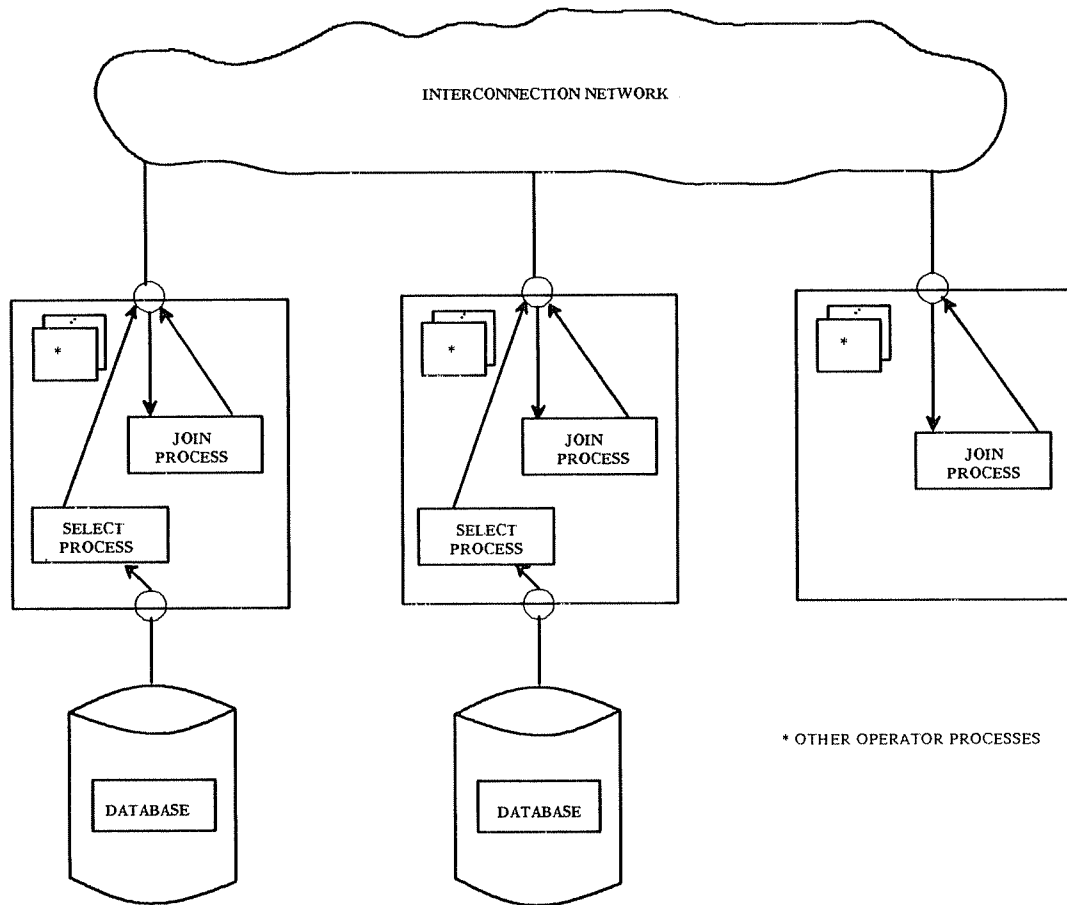 INTERCONNECTION NETWORK
*
*
*
JOIN
PROCESS
JOIN
PROCESS
JOIN
PROCESS
SELECT
PROCESS
SELECT
PROCESS
* OTHER OPERATOR PROCESSES
DATABASE
DATABASE